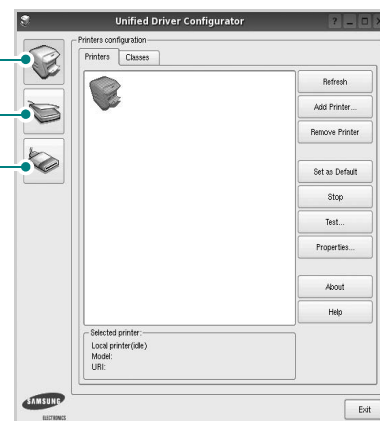 Unified Driver Configurator
Printers configuration
Printers
Classes
Refresh
Add Printer...
Remove Printer
Set as Default
Stop
Test...
Properties...
About
Help
Selected printer:
Local printer(idle)
Model:
URI:
SAMSUNG
ELECTRONICS
Exit